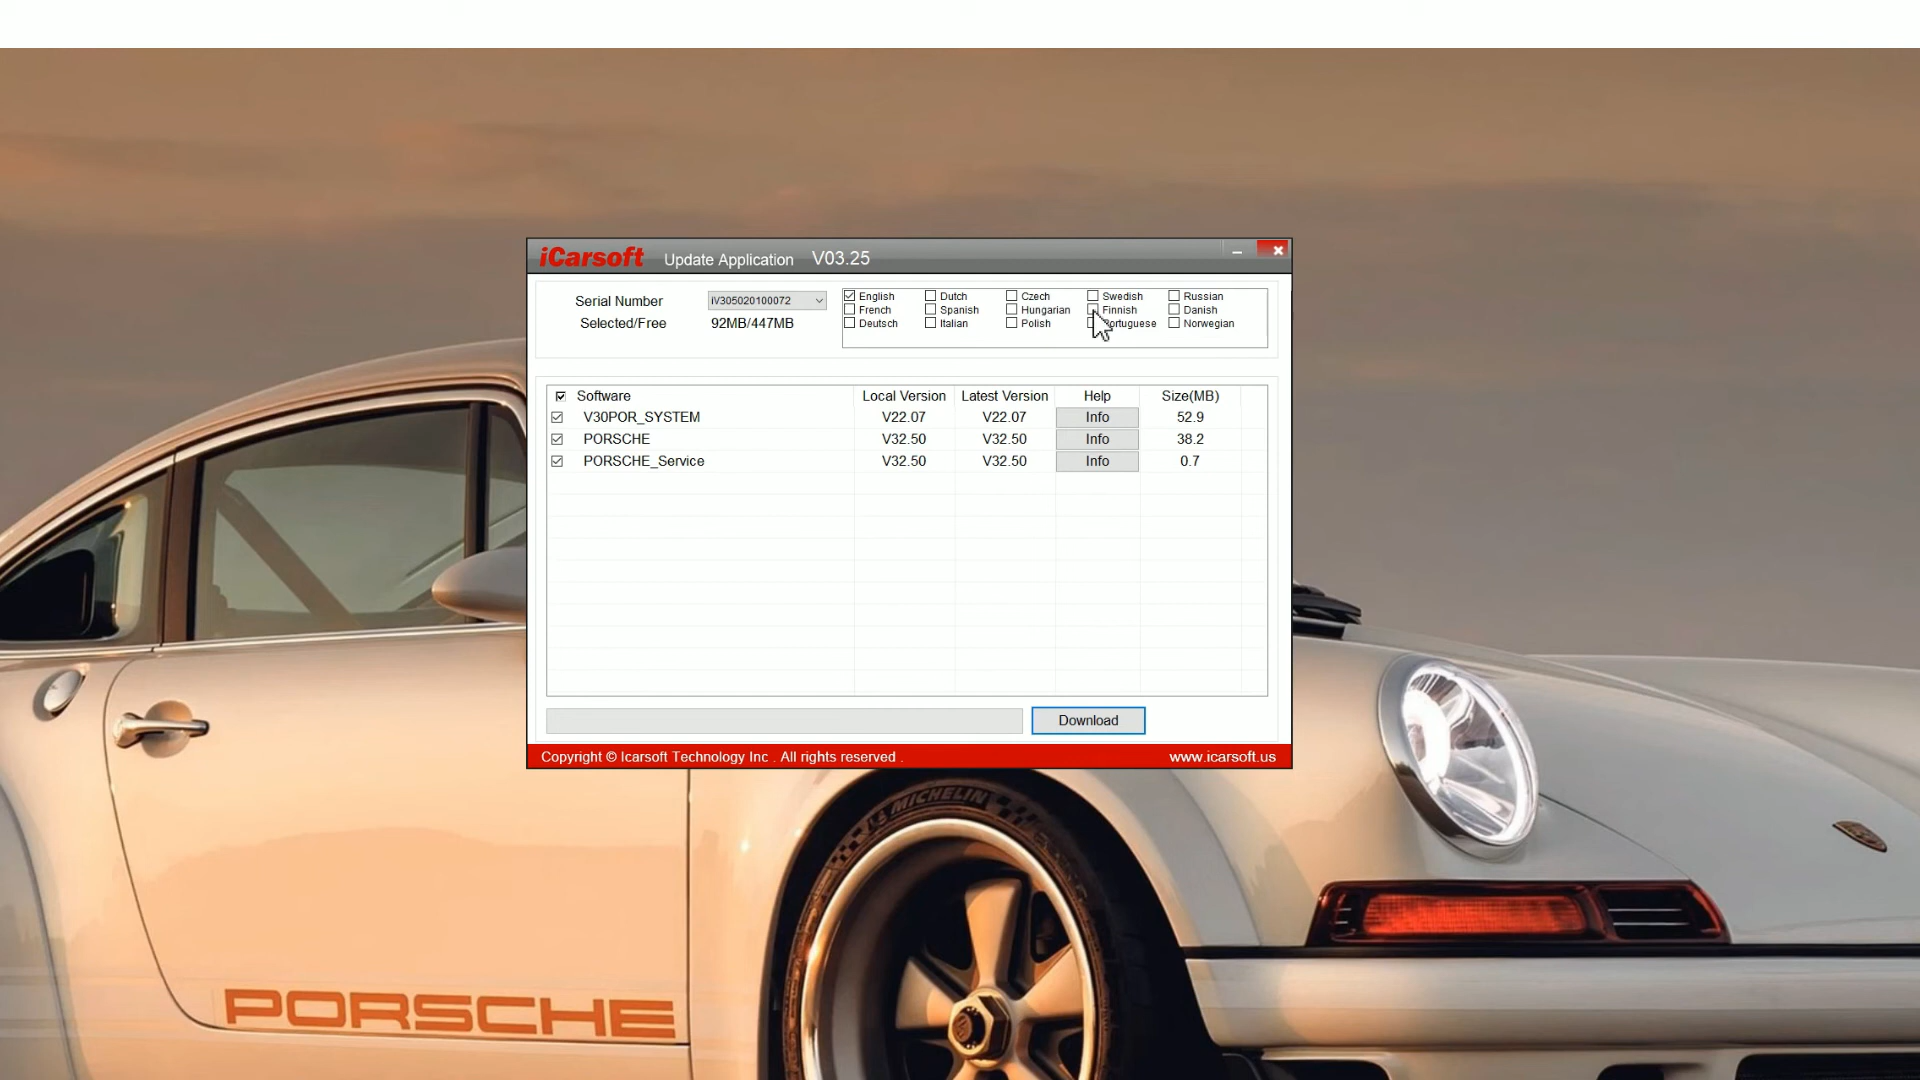 iCarsoft Update Application V03.25
Serial Number iV305020100072
Selected/Free 92MB/447MB
English Dutch Czech Swedish Russian
French Spanish Hungarian Finnish Danish
Deutsch Italian Polish Portuguese Norwegian
Software Local Version Latest Version Help Size(MB)
V30POR_SYSTEM V22.07 V22.07 Info 52.9
PORSCHE V32.50 V32.50 Info 38.2
PORSCHE_Service V32.50 V32.50 Info 0.7
Download
Copyright © Icarsoft Technology Inc . All rights reserved . www.icarsoft.us
MICHELIN
PORSCHE